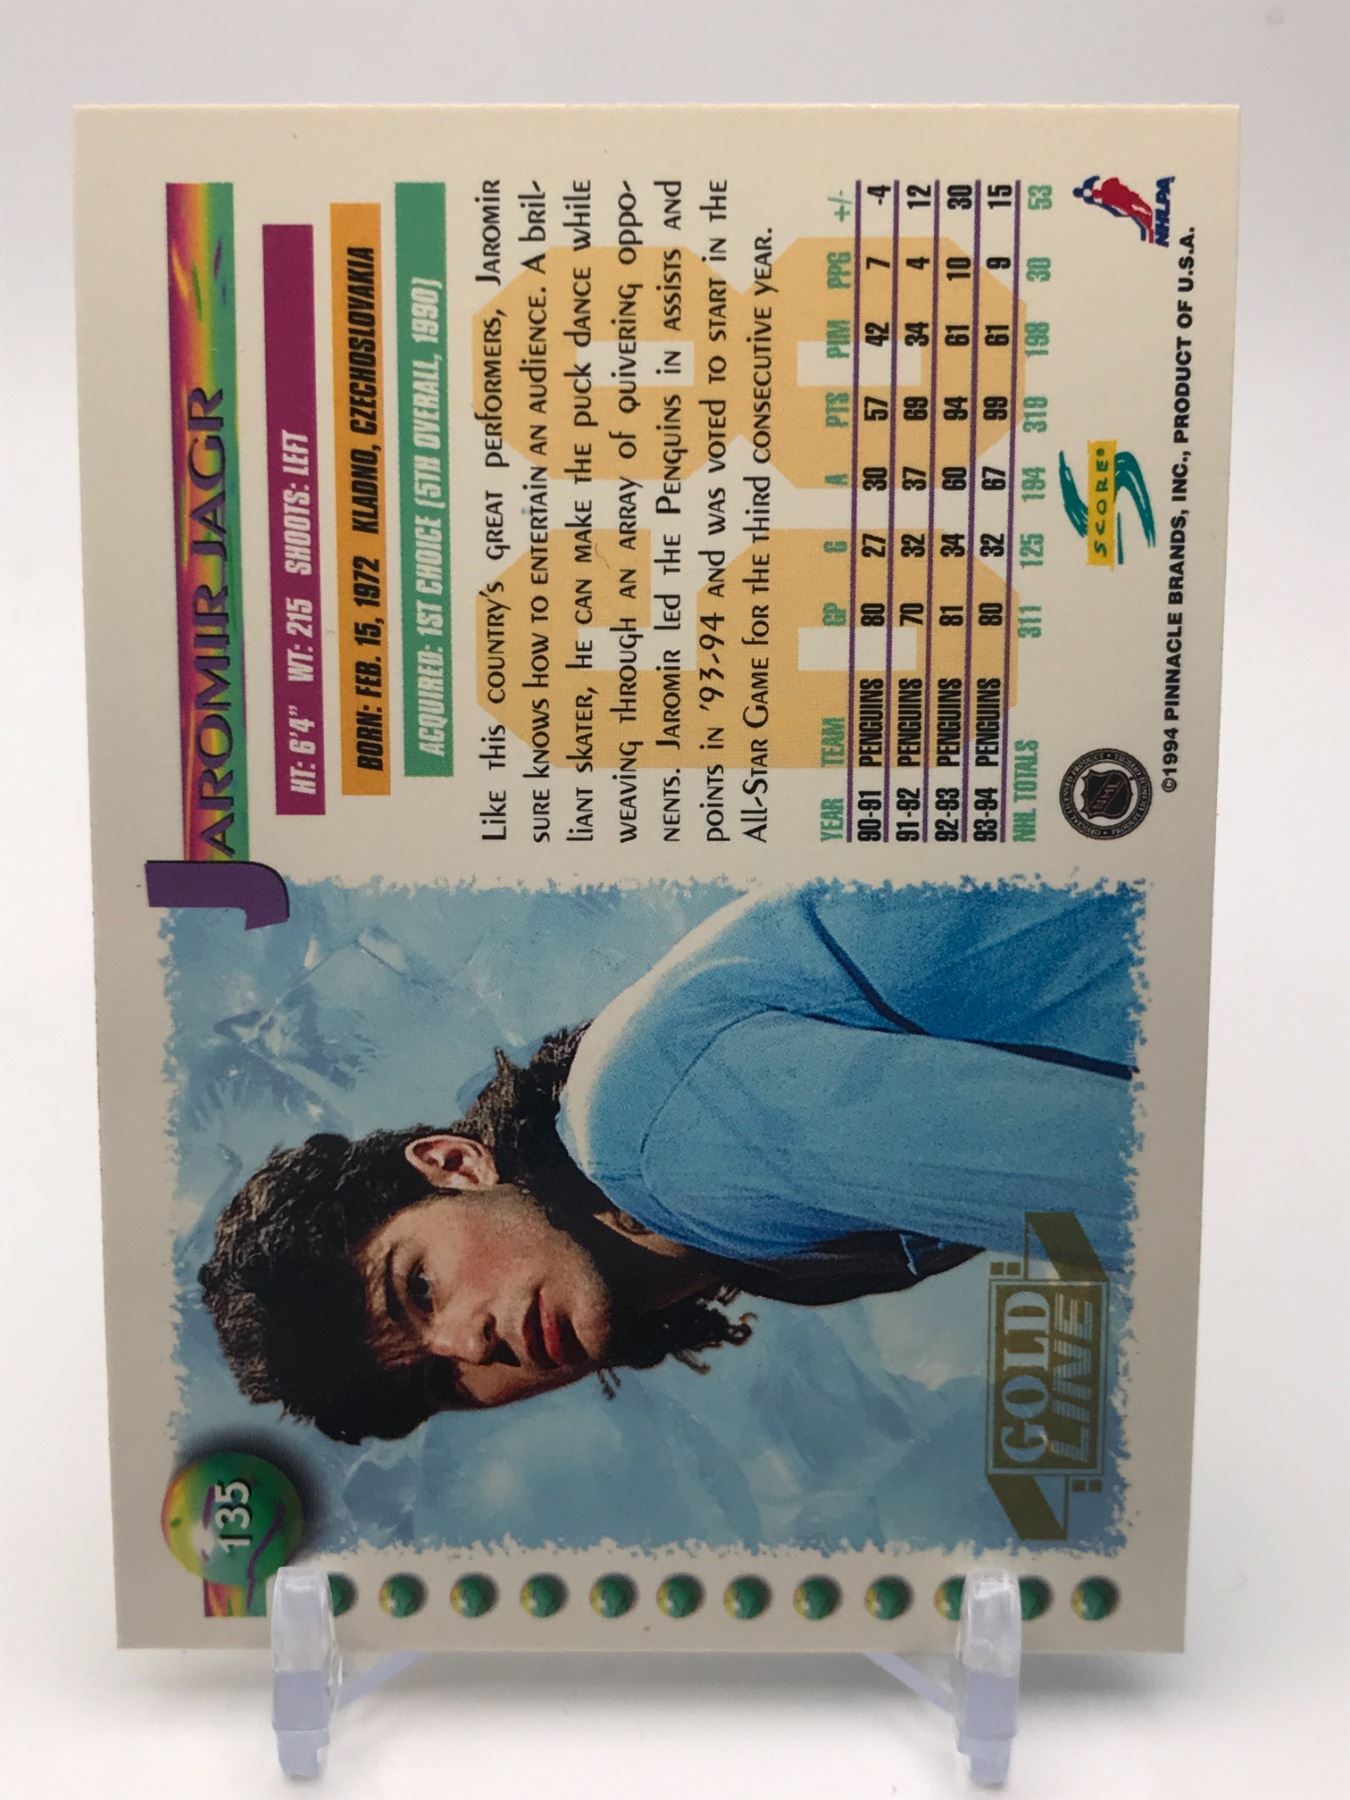 135
JAROMIR JAGR
HT: 6'4" WT: 215 SHOOTS: LEFT
BORN: FEB. 15, 1972 KLADNO, CZECHOSLOVAKIA
ACQUIRED: 1ST CHOICE (5TH OVERALL, 1990)
LIKE THIS COUNTRY'S GREAT PERFORMERS, JAROMIR
SURE KNOWS HOW TO ENTERTAIN AN AUDIENCE. A BRIL-
LIANT SKATER, HE CAN MAKE THE PUCK DANCE WHILE
WEAVING THROUGH AN ARRAY OF QUIVERING OPPO-
NENTS. JAROMIR LED THE PENGUINS IN ASSISTS AND
POINTS IN '93-94 AND WAS VOTED TO START IN THE
ALL-STAR GAME FOR THE THIRD CONSECUTIVE YEAR.
68
YEAR TEAM GP G A PTS PIM PPG +/-
90-91 PENGUINS 80 27 30 57 42 7 -4
91-92 PENGUINS 70 32 37 69 34 4 12
92-93 PENGUINS 81 34 60 94 61 10 30
93-94 PENGUINS 80 32 67 99 61 9 15
NHL TOTALS 311 125 194 319 198 30 53
GOLD
LINE
NHL
SCORE®
NHLPA
©1994 PINNACLE BRANDS, INC., PRODUCT OF U.S.A.